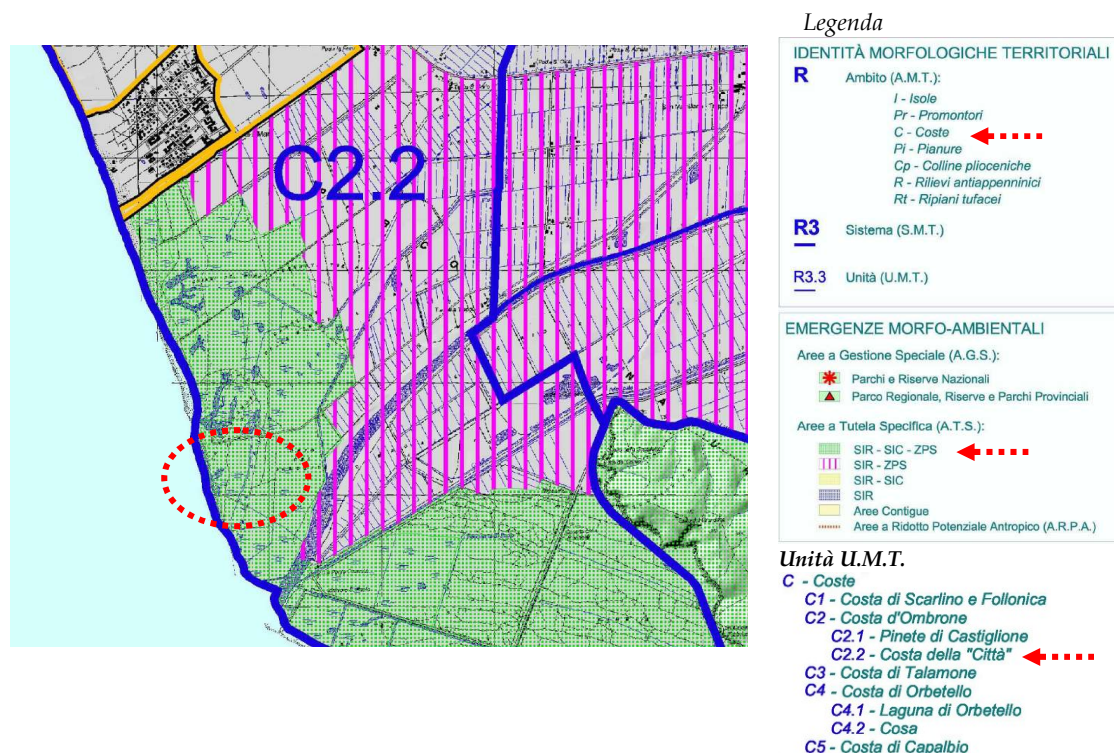 Legenda
C2.2
IDENTITÀ MORFOLOGICHE TERRITORIALI
R Ambito (A.M.T.):
I - Isole
Pr - Promontori
C - Coste
Pi - Pianure
Cp - Colline plioceniche
R - Rilievi antiappenninici
Rt - Ripiani tufacei
R3 Sistema (S.M.T.)
R3.3 Unità (U.M.T.)
EMERGENZE MORFO-AMBIENTALI
Aree a Gestione Speciale (A.G.S.):
Parchi e Riserve Nazionali
Parco Regionale, Riserve e Parchi Provinciali
Aree a Tutela Specifica (A.T.S.):
SIR - SIC - ZPS
SIR - ZPS
SIR - SIC
SIR
Aree Contigue
Aree a Ridotto Potenziale Antropico (A.R.P.A.)
Unità U.M.T.
C - Coste
C1 - Costa di Scarlino e Follonica
C2 - Costa d'Ombrone
C2.1 - Pinete di Castiglione
C2.2 - Costa della "Città"
C3 - Costa di Talamone
C4 - Costa di Orbetello
C4.1 - Laguna di Orbetello
C4.2 - Cosa
C5 - Costa di Capalbio